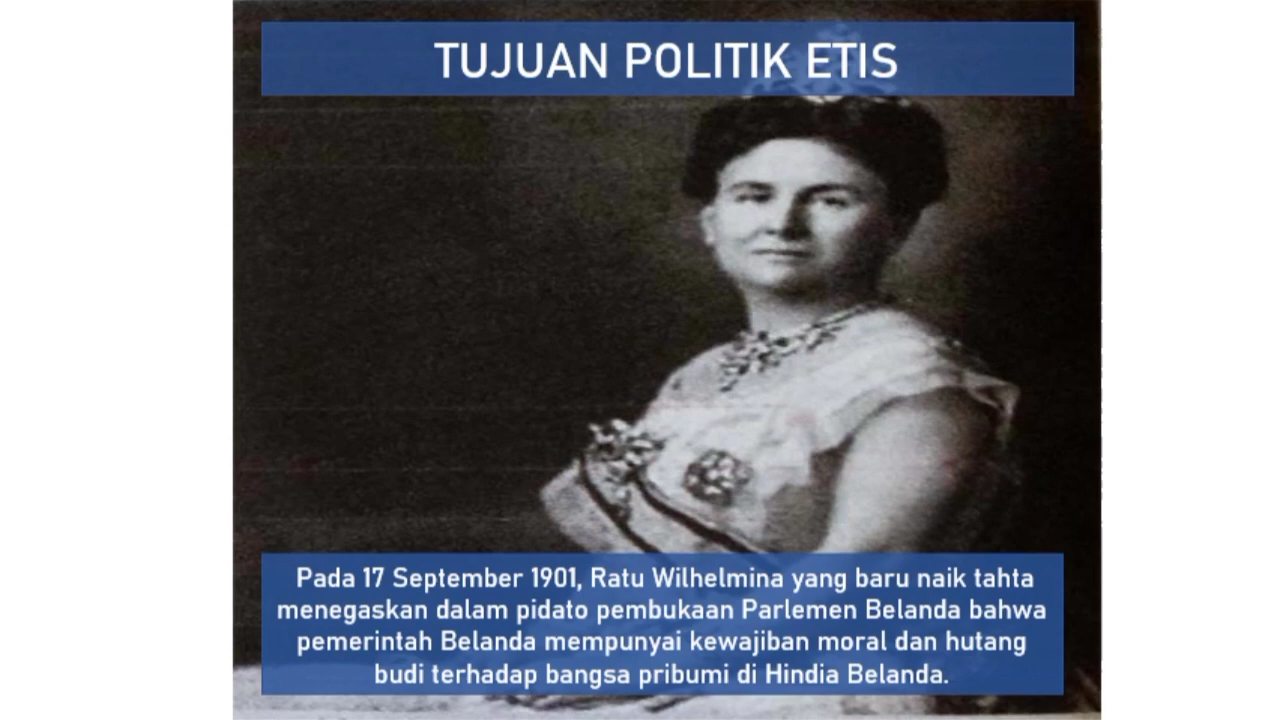 TUJUAN POLITIK ETIS
Pada 17 September 1901, Ratu Wilhelmina yang baru naik tahta
menegaskan dalam pidato pembukaan Parlemen Belanda bahwa
pemerintah Belanda mempunyai kewajiban moral dan hutang
budi terhadap bangsa pribumi di Hindia Belanda.